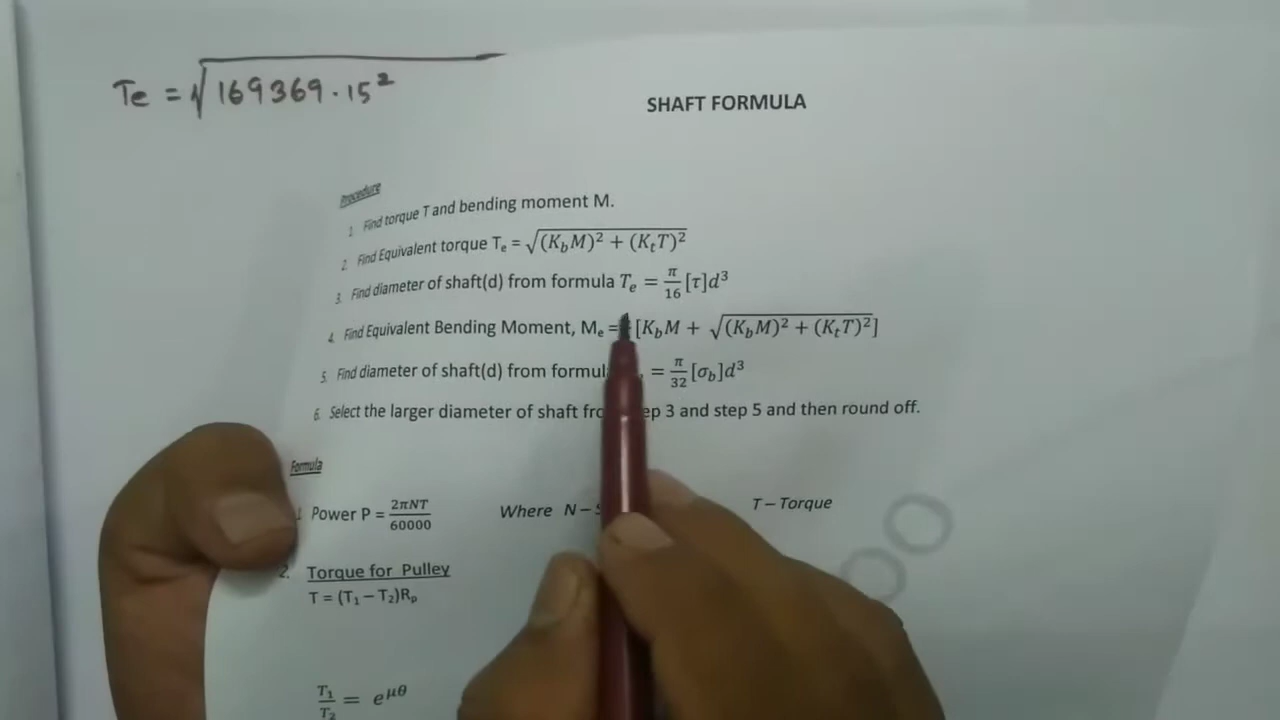 Te = √169369.15²
SHAFT FORMULA
Procedure
1. Find torque T and bending moment M.
2. Find Equivalent torque Te = √(KbM)² + (KtT)²
3. Find diameter of shaft(d) from formula Te = π/16 [τ]d³
4. Find Equivalent Bending Moment, Me = [KbM + √(KbM)² + (KtT)²]
5. Find diameter of shaft(d) from = π/32 [σb]d³
6. Select the larger diameter of shaft 3 and step 5 and then round off.
Formula
Power P = 2πNT/60000 Where N – T – Torque
2. Torque for Pulley
T = (T₁ – T₂)Rp
T₁/T₂ = e^μθ